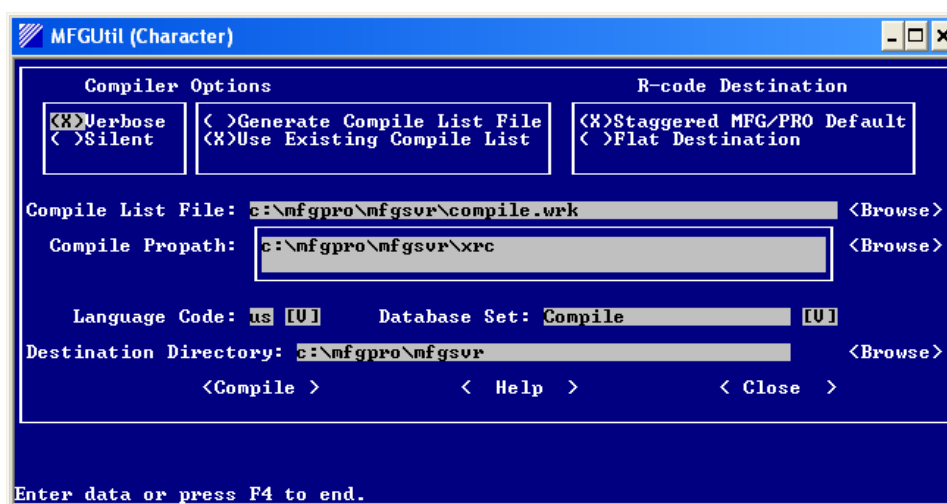 MFGUtil (Character)
Compiler Options R-code Destination
(X)Verbose ( )Generate Compile List File (X)Staggered MFG/PRO Default
( )Silent (X)Use Existing Compile List ( )Flat Destination
Compile List File: c:\mfgpro\mfgsvr\compile.wrk <Browse>
Compile Propath: c:\mfgpro\mfgsvr\xrc <Browse>
Language Code: us [V] Database Set: Compile [V]
Destination Directory: c:\mfgpro\mfgsvr <Browse>
<Compile > < Help > < Close >
Enter data or press F4 to end.